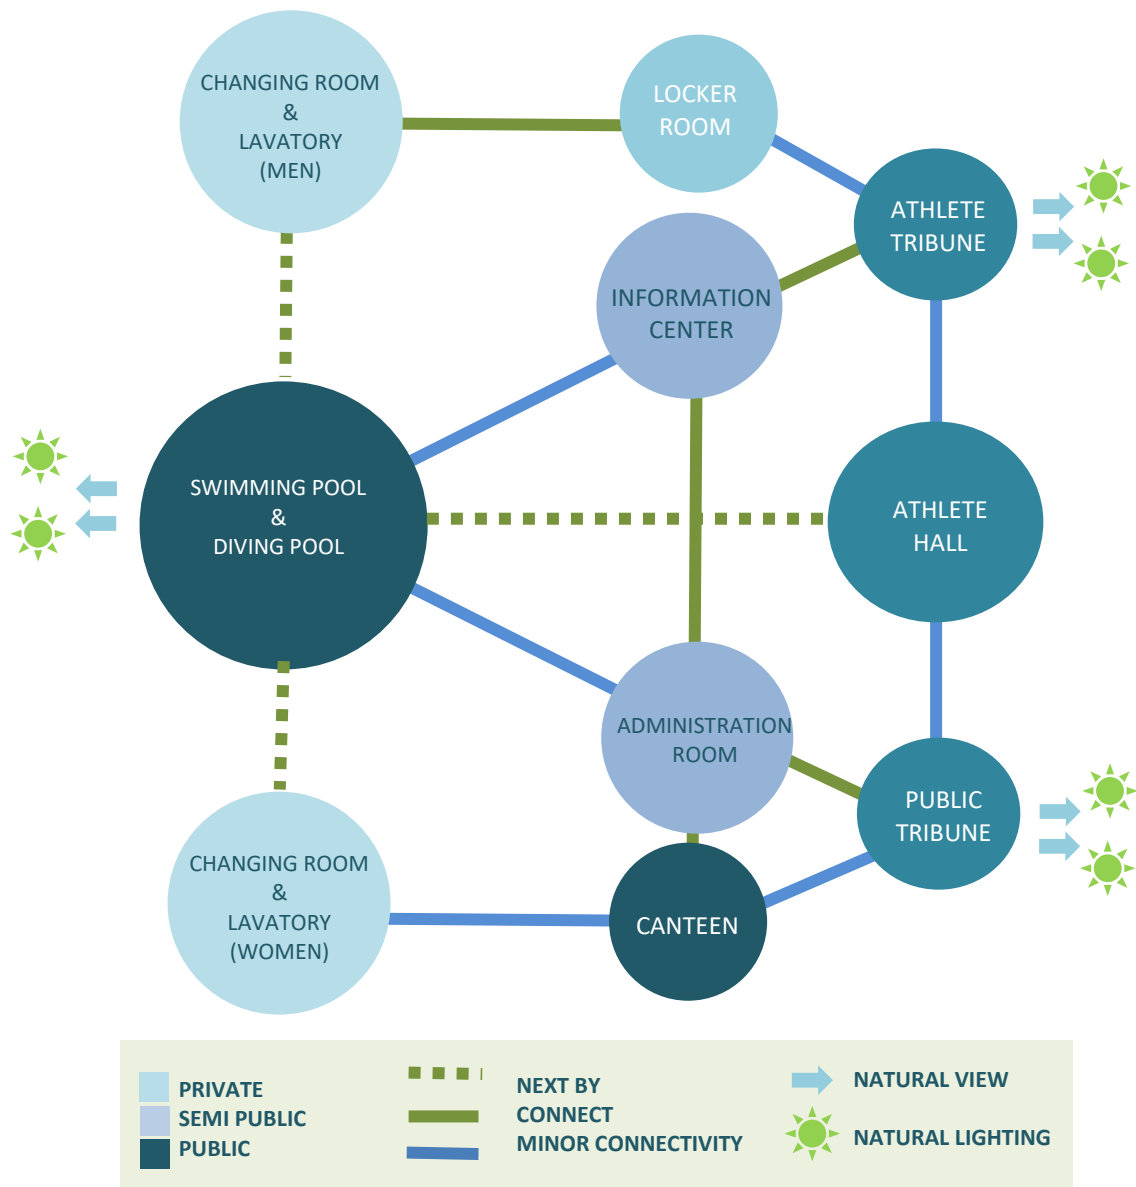 CHANGING ROOM
&
LAVATORY
(MEN)
LOCKER
ROOM
ATHLETE
TRIBUNE
INFORMATION
CENTER
SWIMMING POOL
&
DIVING POOL
ATHLETE
HALL
ADMINISTRATION
ROOM
PUBLIC
TRIBUNE
CHANGING ROOM
&
LAVATORY
(WOMEN)
CANTEEN
PRIVATE
SEMI PUBLIC
PUBLIC
NEXT BY
CONNECT
MINOR CONNECTIVITY
NATURAL VIEW
NATURAL LIGHTING